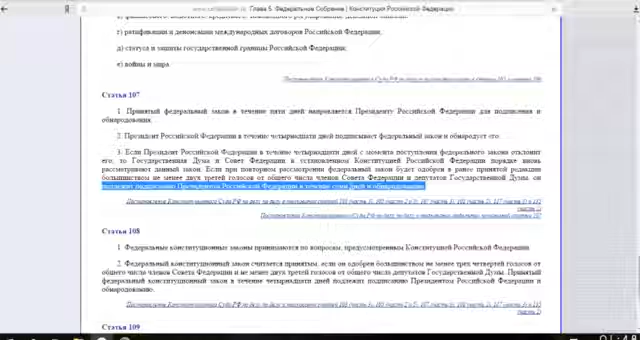 Глава 5. Федеральное Собрание | Конституция Российской Федерации
г) ратификации и денонсации международных договоров Российской Федерации;
д) статуса и защиты государственной границы Российской Федерации;
е) войны и мира.
Статья 107
1. Принятый федеральный закон в течение пяти дней направляется Президенту Российской Федерации для подписания и
обнародования.
2. Президент Российской Федерации в течение четырнадцати дней подписывает федеральный закон и обнародует его.
3. Если Президент Российской Федерации в течение четырнадцати дней с момента поступления федерального закона отклонит
его, то Государственная Дума и Совет Федерации в установленном Конституцией Российской Федерации порядке вновь
рассматривают данный закон. Если при повторном рассмотрении федеральный закон будет одобрен в ранее принятой редакции
большинством не менее двух третей голосов от общего числа членов Совета Федерации и депутатов Государственной Думы, он
подлежит подписанию Президентом Российской Федерации в течение семи дней и обнародованию.
Статья 108
1. Федеральные конституционные законы принимаются по вопросам, предусмотренным Конституцией Российской Федерации.
2. Федеральный конституционный закон считается принятым, если он одобрен большинством не менее трех четвертей голосов от
общего числа членов Совета Федерации и не менее двух третей голосов от общего числа депутатов Государственной Думы. Принятый
федеральный конституционный закон в течение четырнадцати дней подлежит подписанию Президентом Российской Федерации и
обнародованию.
Статья 109